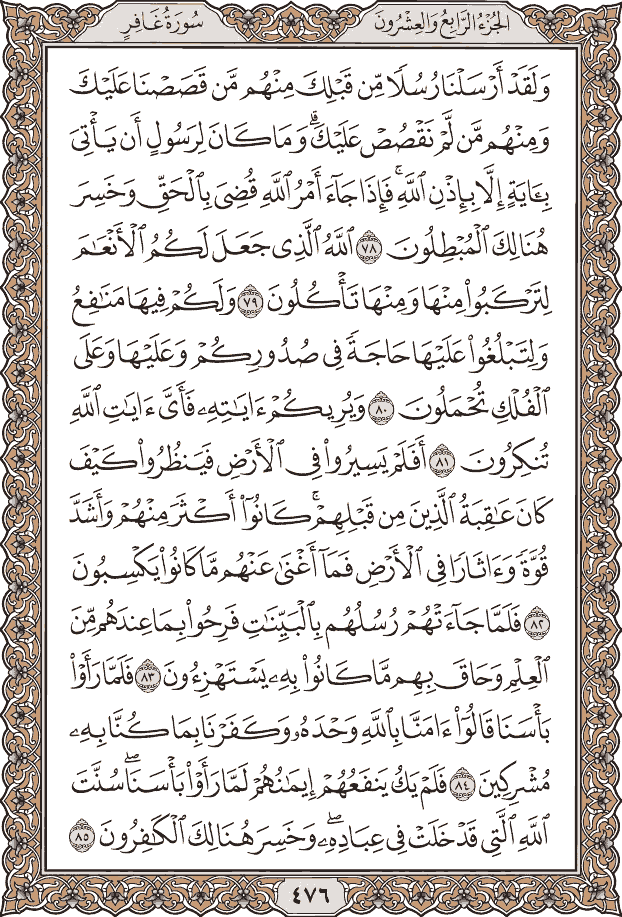 الجزء الرابع والعشرون
سورة غافر
وَلَقَدْ أَرْسَلْنَا رُسُلًا مِّن قَبْلِكَ مِنْهُم مَّن قَصَصْنَا عَلَيْكَ
وَمِنْهُم مَّن لَّمْ نَقْصُصْ عَلَيْكَ ۗ وَمَا كَانَ لِرَسُولٍ أَن يَأْتِىَ
بِـَٔايَةٍ إِلَّا بِإِذْنِ ٱللَّهِ ۚ فَإِذَا جَآءَ أَمْرُ ٱللَّهِ قُضِىَ بِٱلْحَقِّ وَخَسِرَ
هُنَالِكَ ٱلْمُبْطِلُونَ ٧٨ ٱللَّهُ ٱلَّذِى جَعَلَ لَكُمُ ٱلْأَنْعَٰمَ
لِتَرْكَبُوا۟ مِنْهَا وَمِنْهَا تَأْكُلُونَ ٧٩ وَلَكُمْ فِيهَا مَنَٰفِعُ
وَلِتَبْلُغُوا۟ عَلَيْهَا حَاجَةً فِى صُدُورِكُمْ وَعَلَيْهَا وَعَلَى
ٱلْفُلْكِ تُحْمَلُونَ ٨٠ وَيُرِيكُمْ ءَايَٰتِهِۦ فَأَىَّ ءَايَٰتِ ٱللَّهِ
تُنكِرُونَ ٨١ أَفَلَمْ يَسِيرُوا۟ فِى ٱلْأَرْضِ فَيَنظُرُوا۟ كَيْفَ
كَانَ عَٰقِبَةُ ٱلَّذِينَ مِن قَبْلِهِمْ ۚ كَانُوٓا۟ أَكْثَرَ مِنْهُمْ وَأَشَدَّ
قُوَّةً وَءَاثَارًا فِى ٱلْأَرْضِ فَمَآ أَغْنَىٰ عَنْهُم مَّا كَانُوا۟ يَكْسِبُونَ
٨٢ فَلَمَّا جَآءَتْهُمْ رُسُلُهُم بِٱلْبَيِّنَٰتِ فَرِحُوا۟ بِمَا عِندَهُم مِّنَ
ٱلْعِلْمِ وَحَاقَ بِهِم مَّا كَانُوا۟ بِهِۦ يَسْتَهْزِءُونَ ٨٣ فَلَمَّا رَأَوْا۟
بَأْسَنَا قَالُوٓا۟ ءَامَنَّا بِٱللَّهِ وَحْدَهُۥ وَكَفَرْنَا بِمَا كُنَّا بِهِۦ
مُشْرِكِينَ ٨٤ فَلَمْ يَكُ يَنفَعُهُمْ إِيمَٰنُهُمْ لَمَّا رَأَوْا۟ بَأْسَنَا ۖ سُنَّتَ
ٱللَّهِ ٱلَّتِى قَدْ خَلَتْ فِى عِبَادِهِۦ ۖ وَخَسِرَ هُنَالِكَ ٱلْكَٰفِرُونَ ٨٥
٤٧٦